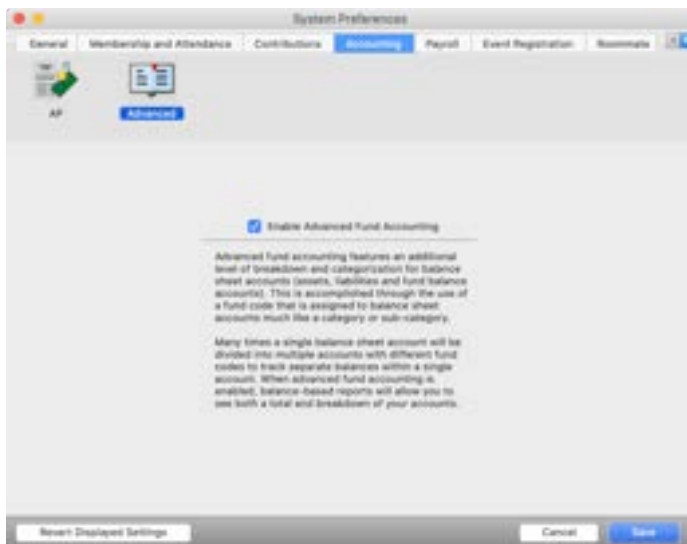 System Preferences
General Membership and Attendance Contributions Accounting Payroll Event Registration Roommate
AP Advanced
Enable Advanced Fund Accounting
Advanced fund accounting features an additional
level of breakdown and categorization for balance
sheet accounts (assets, liabilities and fund balance
accounts). This is accomplished through the use of
a fund code that is assigned to balance sheet
accounts much like a category or sub-category.
Many times a single balance sheet account will be
divided into multiple accounts with different fund
codes to track separate balances within a single
account. When advanced fund accounting is
enabled, balance-based reports will allow you to
see both a total and breakdown of your accounts.
Revert Displayed Settings Cancel Save